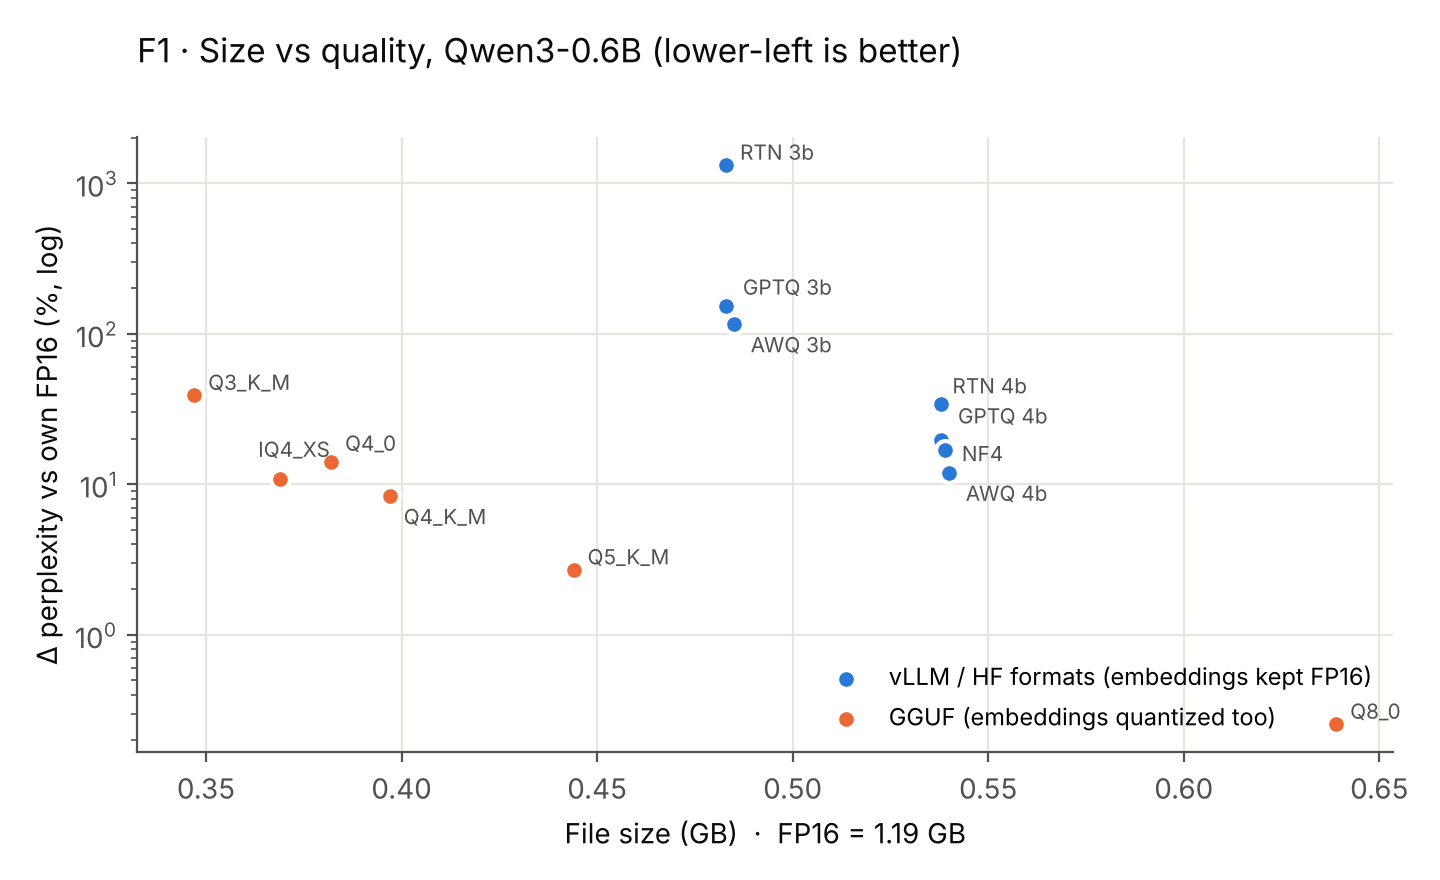 F1 · Size vs quality, Qwen3-0.6B (lower-left is better)
Δ perplexity vs own FP16 (%, log)
10³
10²
10¹
10⁰
RTN 3b
GPTQ 3b
AWQ 3b
Q3_K_M
RTN 4b
GPTQ 4b
IQ4_XS
Q4_0
NF4
AWQ 4b
Q4_K_M
Q5_K_M
vLLM / HF formats (embeddings kept FP16)
GGUF (embeddings quantized too)
Q8_0
0.35 0.40 0.45 0.50 0.55 0.60 0.65
File size (GB) · FP16 = 1.19 GB